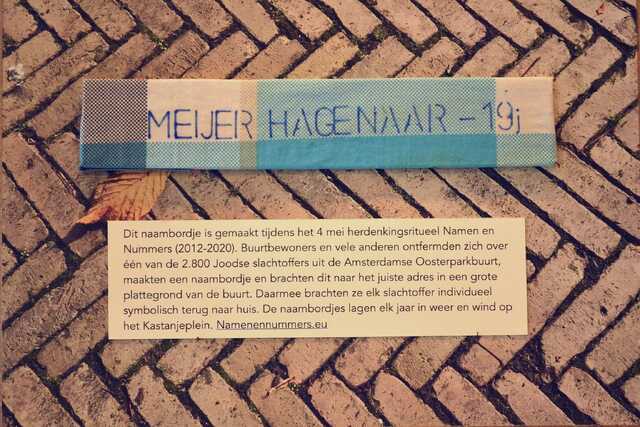 MEIJER HAGENAAR - 19j
Dit naambordje is gemaakt tijdens het 4 mei herdenkingsritueel Namen en
Nummers (2012-2020). Buurtbewoners en vele anderen ontfermden zich over
één van de 2.800 Joodse slachtoffers uit de Amsterdamse Oosterparkbuurt,
maakten een naambordje en brachten dit naar het juiste adres in een grote
plattegrond van de buurt. Daarmee brachten ze elk slachtoffer individueel
symbolisch terug naar huis. De naambordjes lagen elk jaar in weer en wind op
het Kastanjeplein. Namenennummers.eu